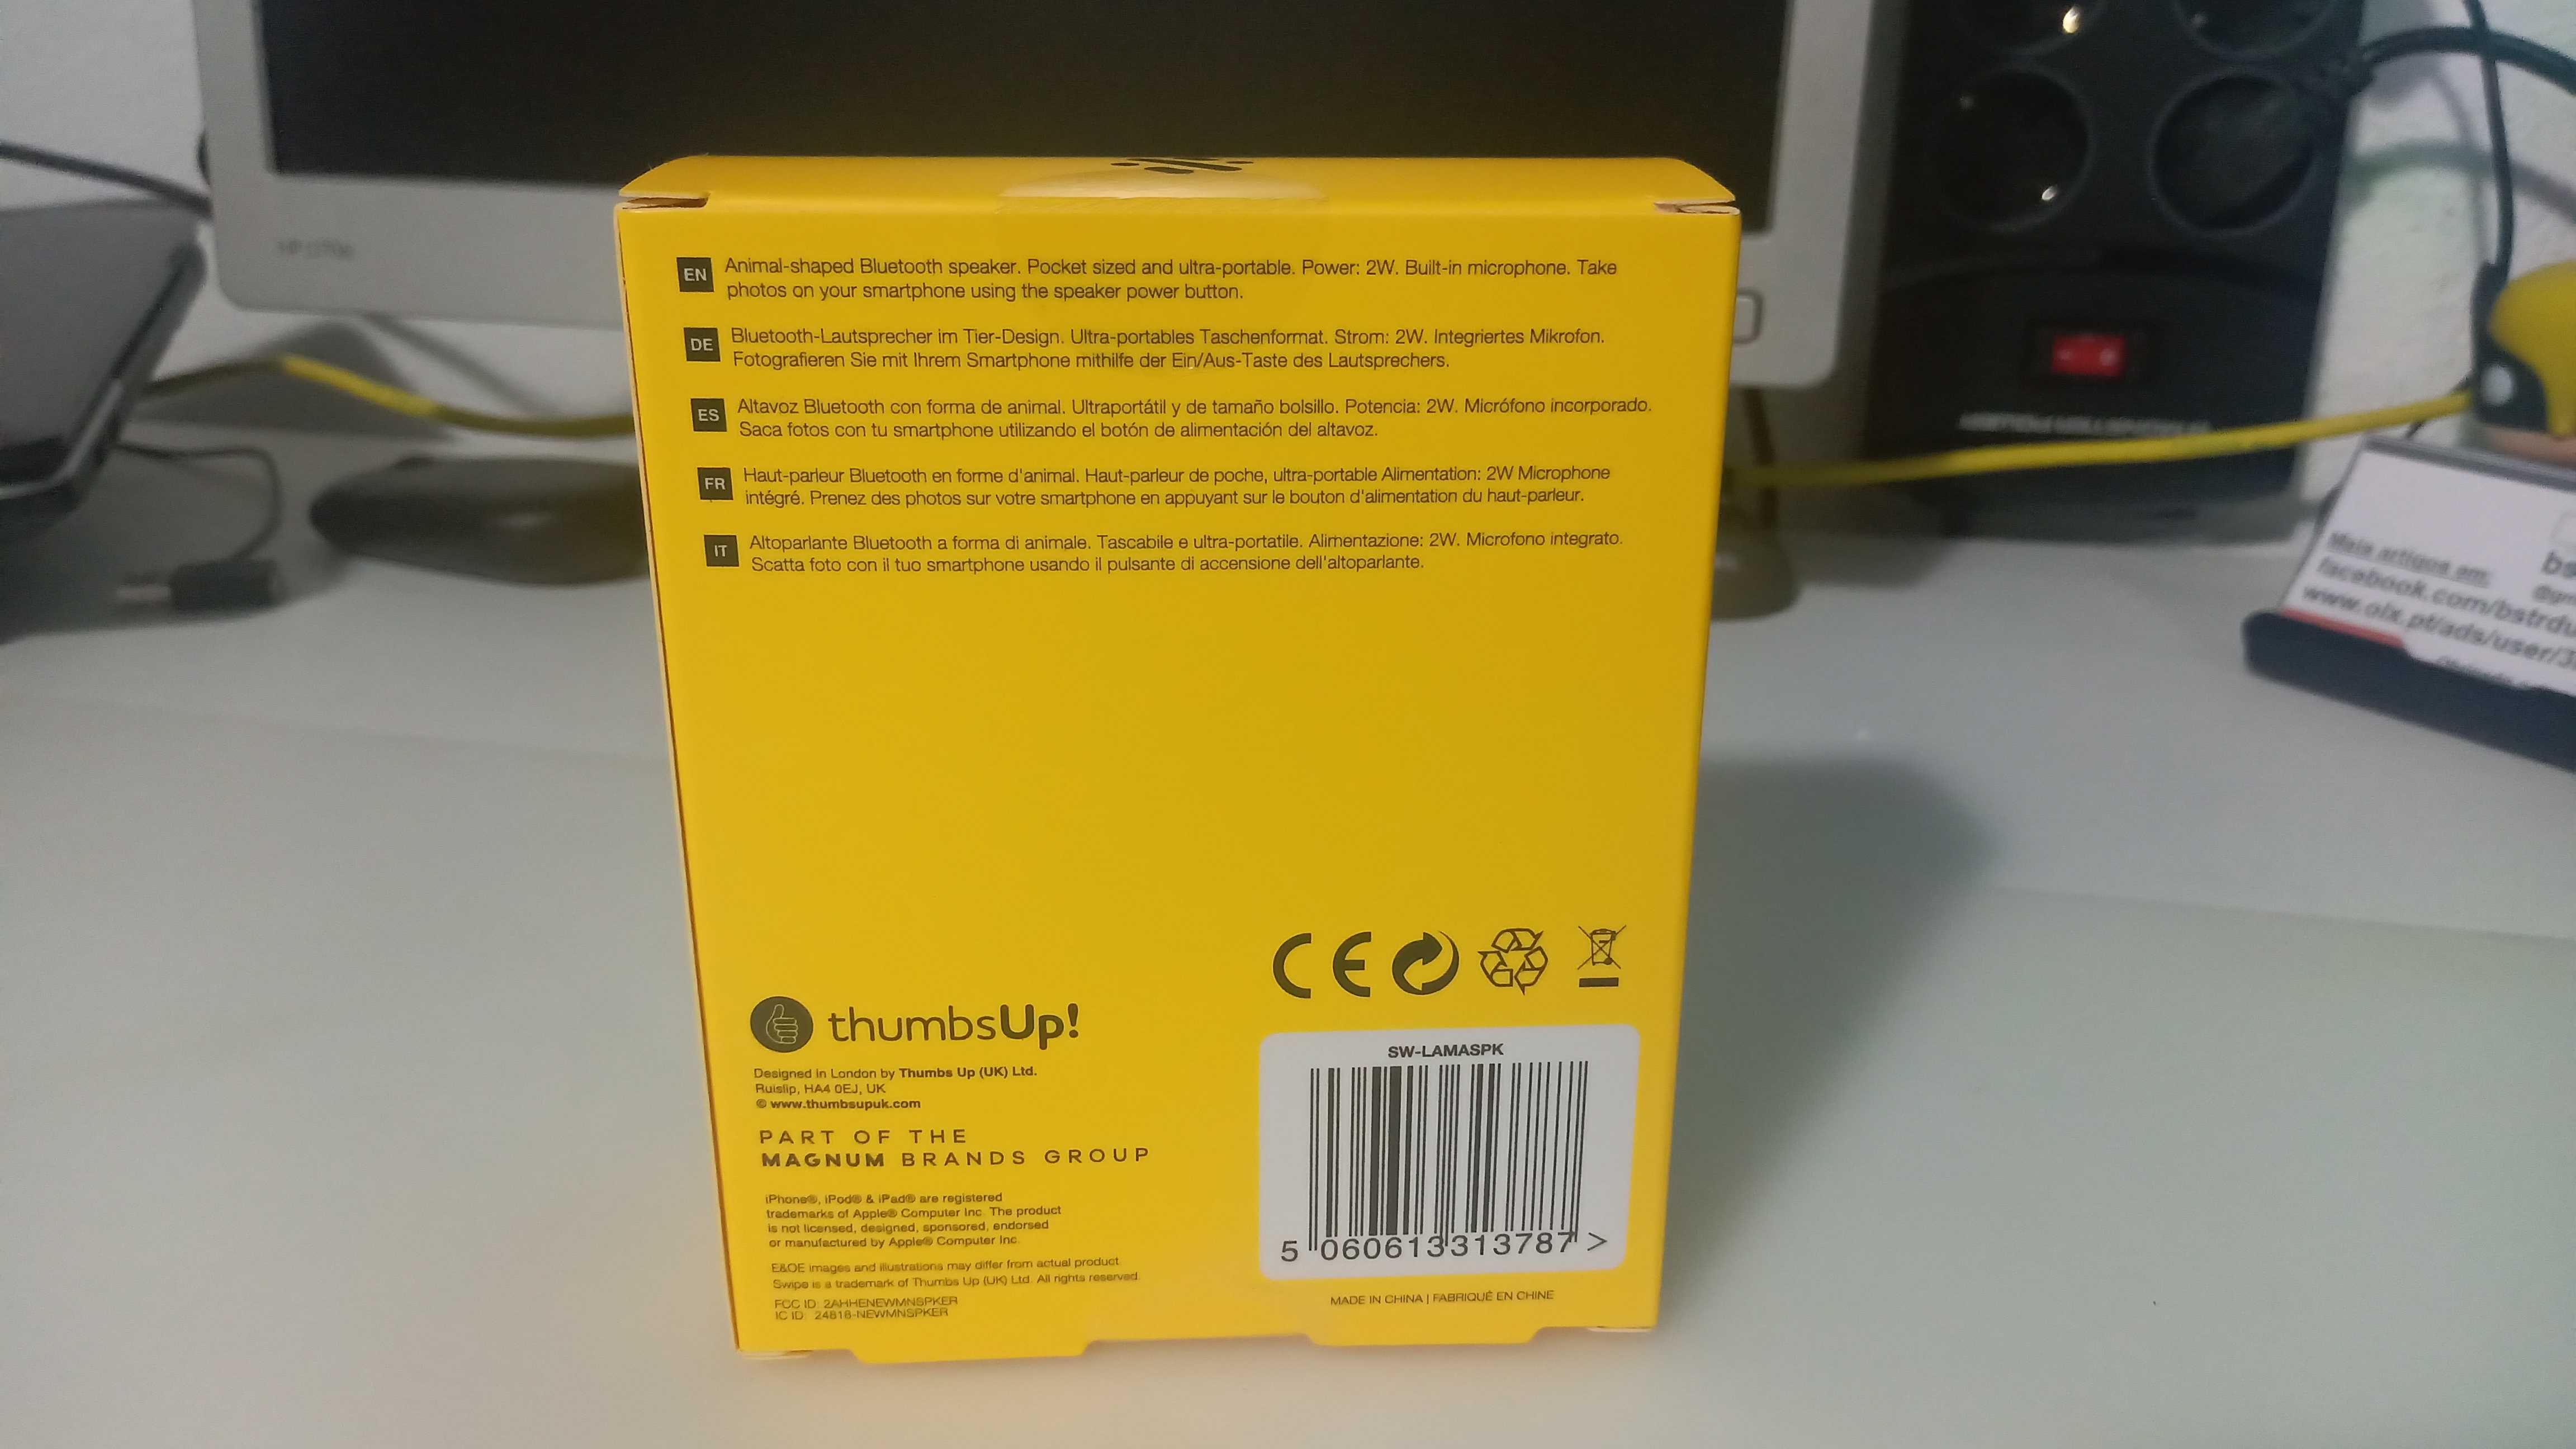 EN
Animal-shaped Bluetooth speaker. Pocket sized and ultra-portable. Power: 2W. Built-in microphone. Take
photos on your smartphone using the speaker power button.
DE
Bluetooth-Lautsprecher im Tier-Design. Ultra-portables Taschenformat. Strom: 2W. Integriertes Mikrofon.
Fotografieren Sie mit Ihrem Smartphone mithilfe der Ein/Aus-Taste des Lautsprechers.
ES
Altavoz Bluetooth con forma de animal. Ultraportátil y de tamaño bolsillo. Potencia: 2W. Micrófono incorporado.
Saca fotos con tu smartphone utilizando el botón de alimentación del altavoz.
FR
Haut-parleur Bluetooth en forme d'animal. Haut-parleur de poche, ultra-portable Alimentation: 2W Microphone
intégré. Prenez des photos sur votre smartphone en appuyant sur le bouton d'alimentation du haut-parleur.
IT
Altoparlante Bluetooth a forma di animale. Tascabile e ultra-portatile. Alimentazione: 2W. Microfono integrato.
Scatta foto con il tuo smartphone usando il pulsante di accensione dell'altoparlante.
CE
thumbsUp!
Designed in London by Thumbs Up (UK) Ltd.
Ruislip, HA4 0EJ, UK
© www.thumbsupuk.com
PART OF THE
MAGNUM BRANDS GROUP
iPhone®, iPod® & iPad® are registered
trademarks of Apple® Computer Inc. The product
is not licensed, designed, sponsored, endorsed
or manufactured by Apple® Computer Inc.
E&OE images and illustrations may differ from actual product
Swipe is a trademark of Thumbs Up (UK) Ltd. All rights reserved.
FCC ID: 2AHHENEWMNSPKER
IC ID: 24818-NEWMNSPKER
SW-LAMASPK
5 060613 313787 >
MADE IN CHINA | FABRIQUÉ EN CHINE
Mais artigos em:
facebook.com/bstrdu
www.olx.pt/ads/user/3